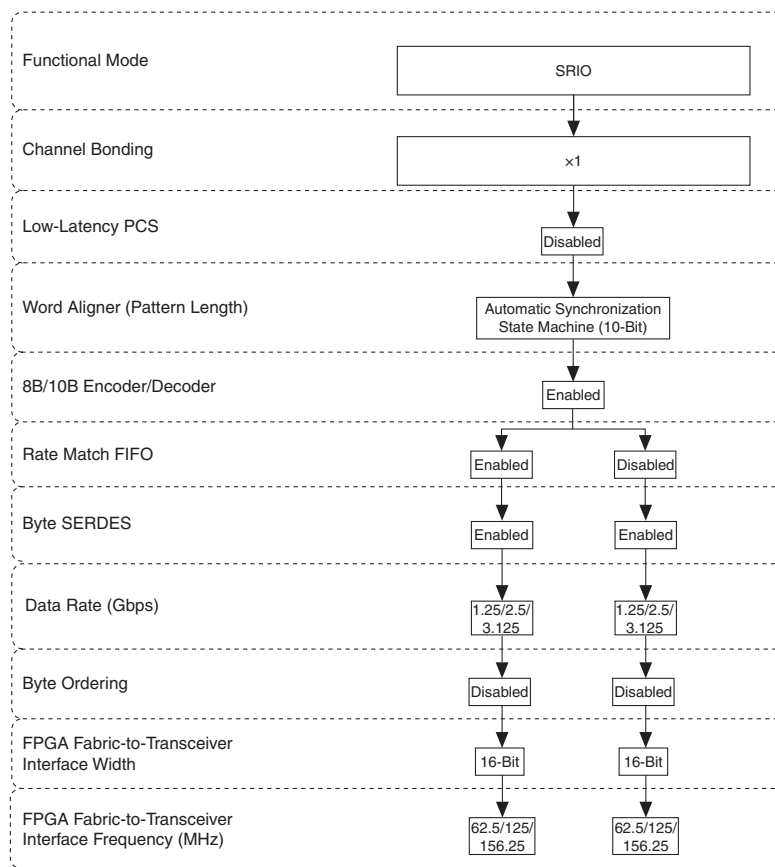 Functional Mode
SRIO
Channel Bonding
×1
Low-Latency PCS
Disabled
Word Aligner (Pattern Length)
Automatic Synchronization
State Machine (10-Bit)
8B/10B Encoder/Decoder
Enabled
Rate Match FIFO
Enabled
Disabled
Byte SERDES
Enabled
Enabled
Data Rate (Gbps)
1.25/2.5/
3.125
1.25/2.5/
3.125
Byte Ordering
Disabled
Disabled
FPGA Fabric-to-Transceiver
Interface Width
16-Bit
16-Bit
FPGA Fabric-to-Transceiver
Interface Frequency (MHz)
62.5/125/
156.25
62.5/125/
156.25